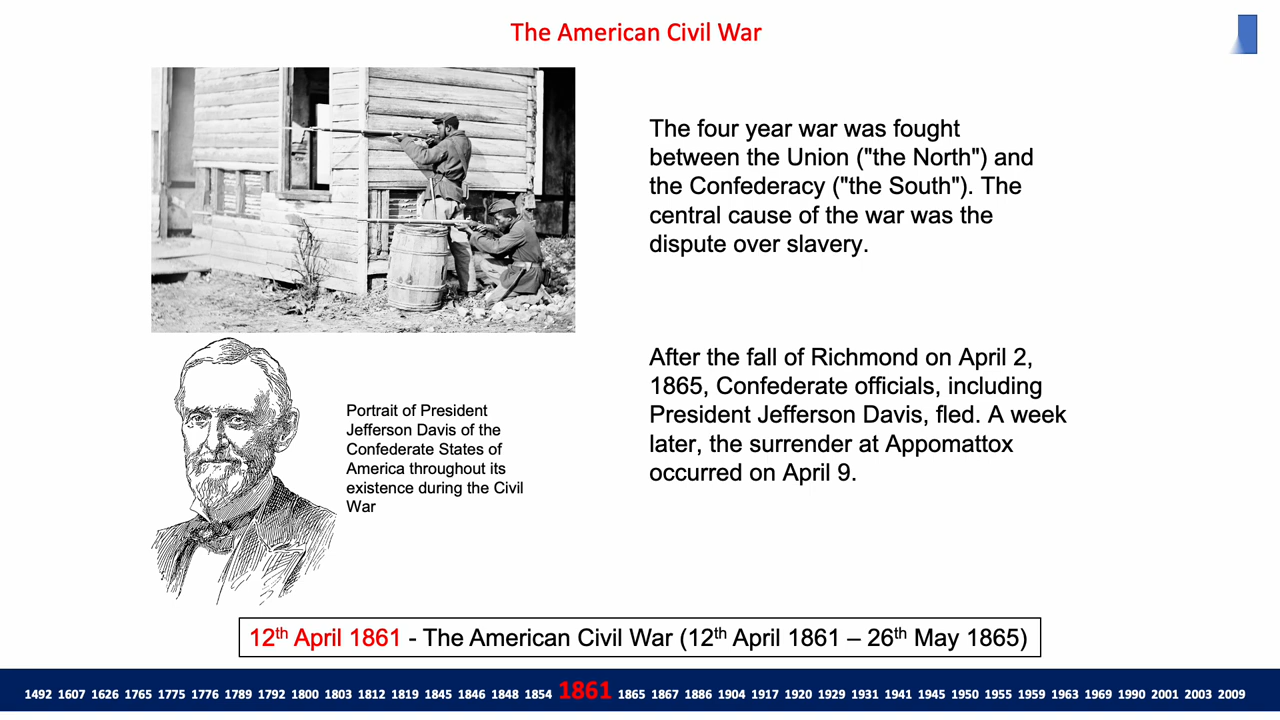 The American Civil War
The four year war was fought
between the Union ("the North") and
the Confederacy ("the South"). The
central cause of the war was the
dispute over slavery.
After the fall of Richmond on April 2,
1865, Confederate officials, including
President Jefferson Davis, fled. A week
later, the surrender at Appomattox
occurred on April 9.
Portrait of President
Jefferson Davis of the
Confederate States of
America throughout its
existence during the Civil
War
12th April 1861 - The American Civil War (12th April 1861 – 26th May 1865)
1492 1607 1626 1765 1775 1776 1789 1792 1800 1803 1812 1819 1845 1846 1848 1854 1861 1865 1867 1886 1904 1917 1920 1929 1931 1941 1945 1950 1955 1959 1963 1969 1990 2001 2003 2009